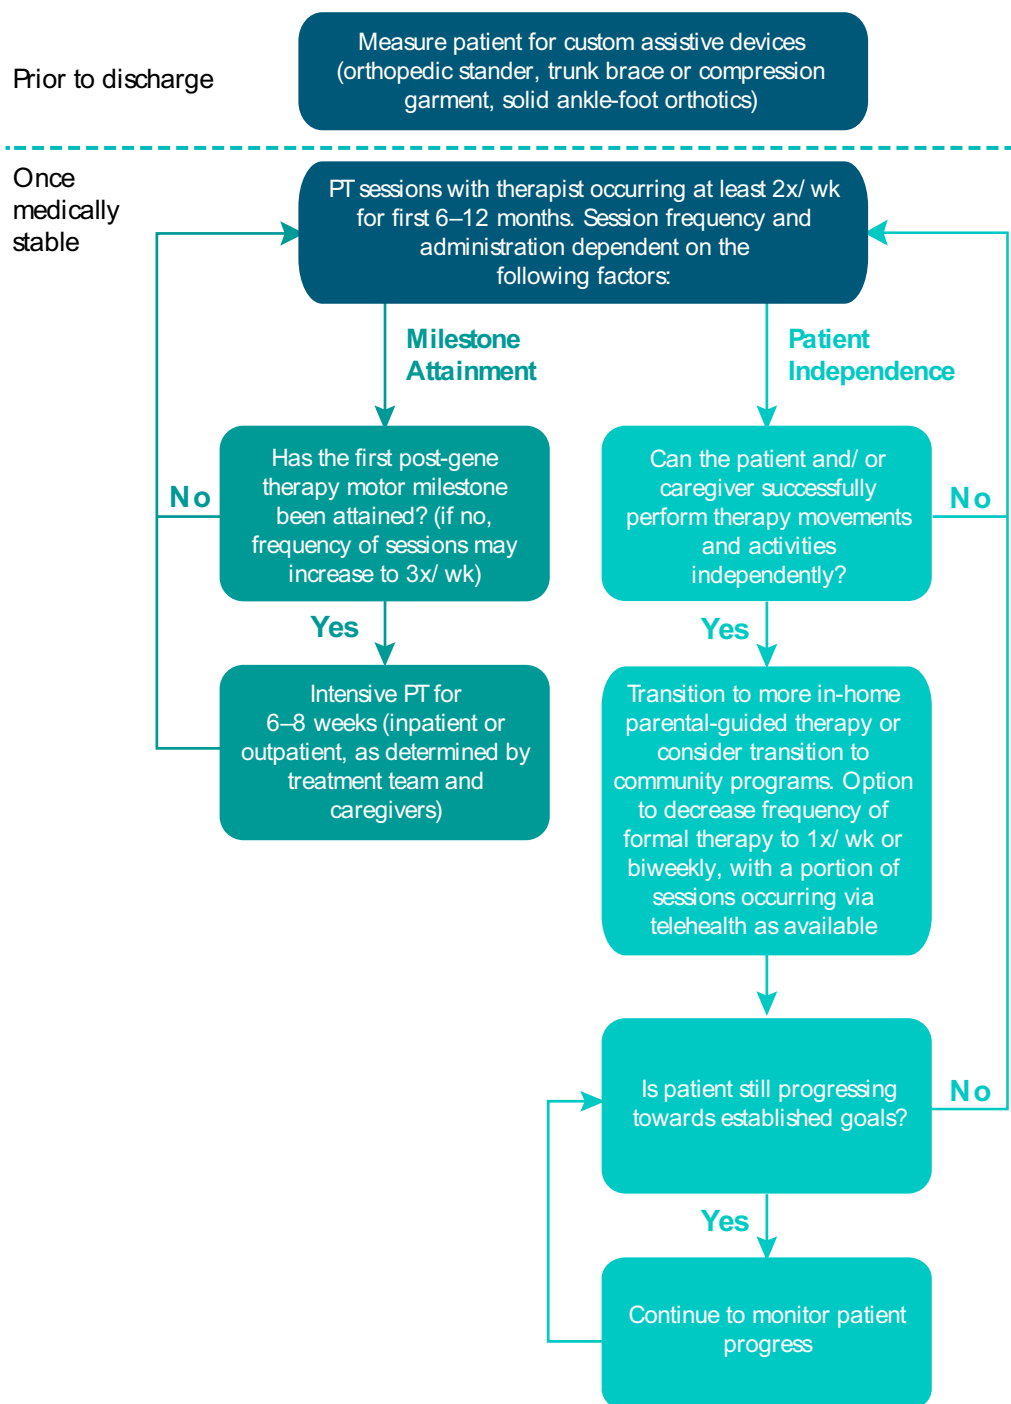 Prior to discharge
Measure patient for custom assistive devices
(orthopedic stander, trunk brace or compression
garment, solid ankle-foot orthotics)
Once
medically
stable
PT sessions with therapist occurring at least 2x/ wk
for first 6–12 months. Session frequency and
administration dependent on the
following factors:
Milestone
Attainment
Patient
Independence
Has the first post-gene
therapy motor milestone
been attained? (if no,
frequency of sessions may
increase to 3x/ wk)
No
Can the patient and/ or
caregiver successfully
perform therapy movements
and activities
independently?
No
Yes
Yes
Intensive PT for
6–8 weeks (inpatient or
outpatient, as determined by
treatment team and
caregivers)
Transition to more in-home
parental-guided therapy or
consider transition to
community programs. Option
to decrease frequency of
formal therapy to 1x/ wk or
biweekly, with a portion of
sessions occurring via
telehealth as available
Is patient still progressing
towards established goals?
No
Yes
Continue to monitor patient
progress